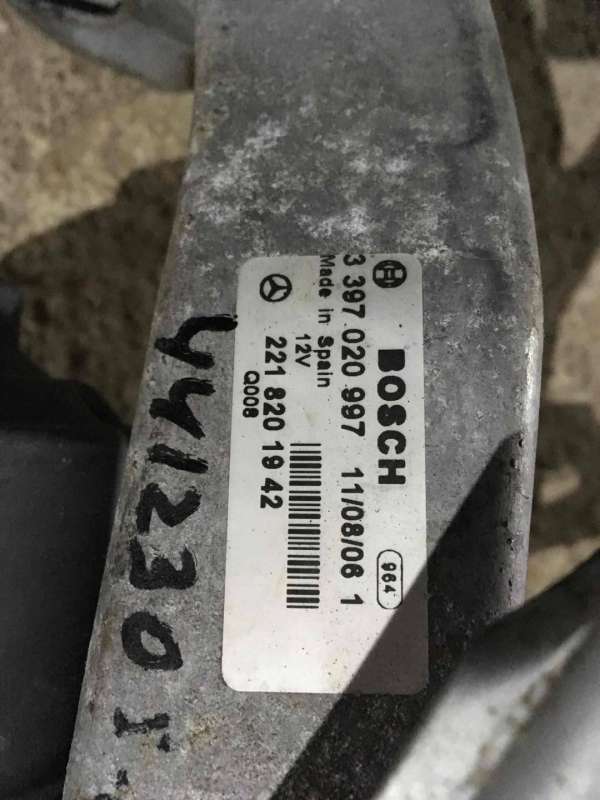 BOSCH
3 397 020 997 11/08/06 1
964
Made in Spain
12V
221 820 19 42
Q008
441230